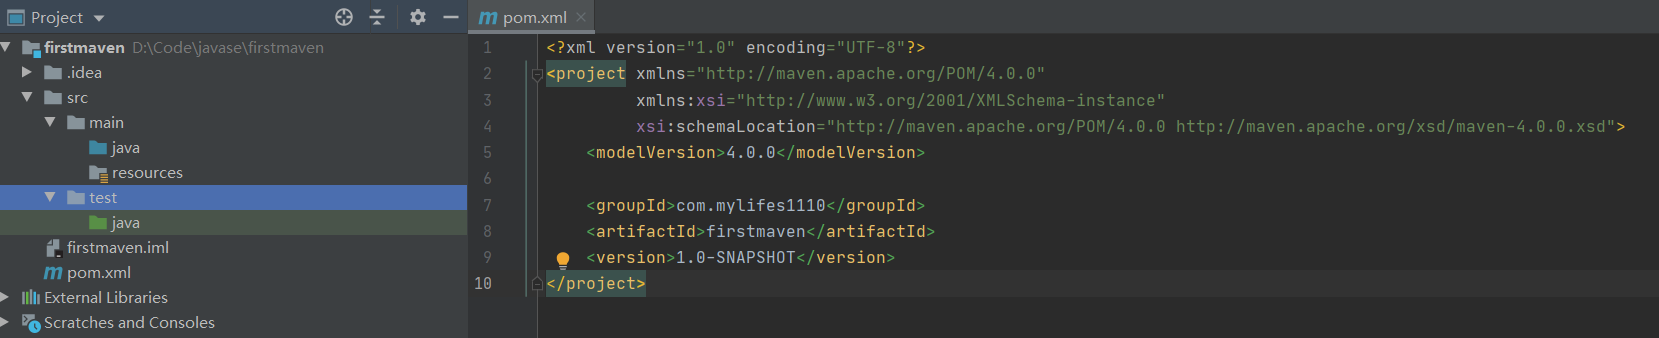 Project
firstmaven D:\Code\javase\firstmaven
.idea
src
main
java
resources
test
java
firstmaven.iml
pom.xml
External Libraries
Scratches and Consoles
pom.xml
1 <?xml version="1.0" encoding="UTF-8"?>
2 <project xmlns="http://maven.apache.org/POM/4.0.0"
3 xmlns:xsi="http://www.w3.org/2001/XMLSchema-instance"
4 xsi:schemaLocation="http://maven.apache.org/POM/4.0.0 http://maven.apache.org/xsd/maven-4.0.0.xsd">
5 <modelVersion>4.0.0</modelVersion>
6
7 <groupId>com.mylifes1110</groupId>
8 <artifactId>firstmaven</artifactId>
9 <version>1.0-SNAPSHOT</version>
10 </project>